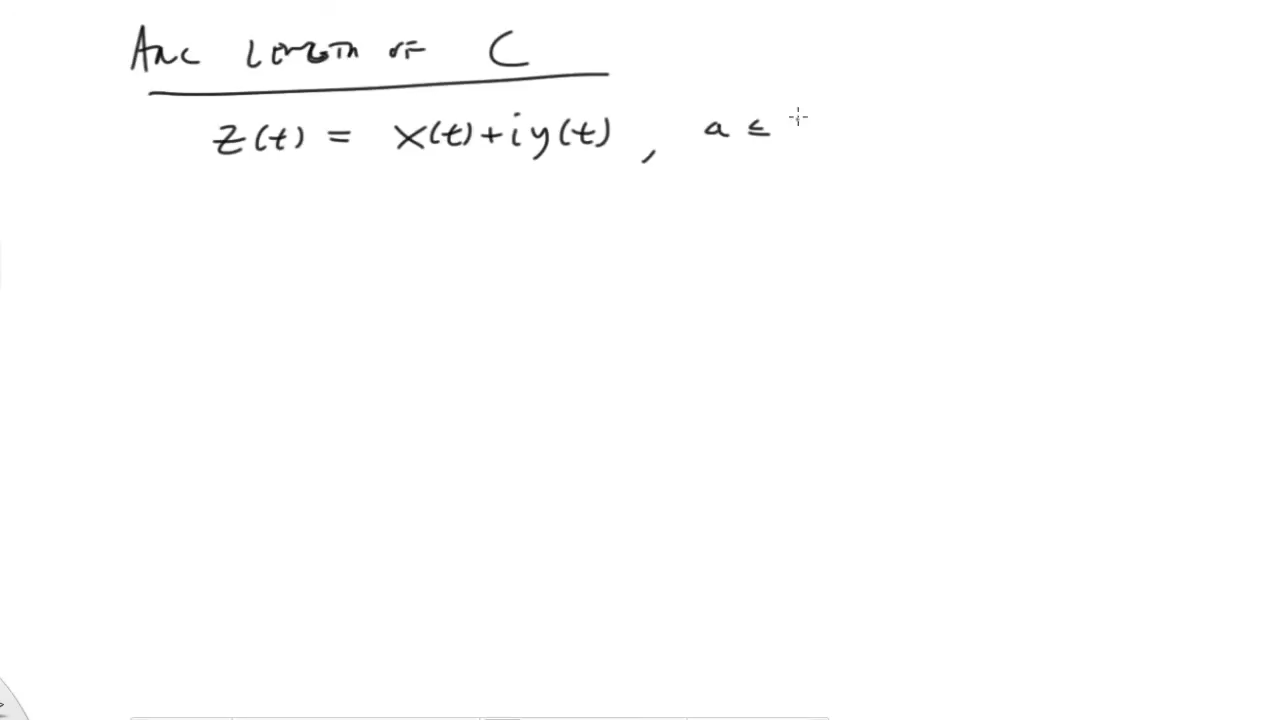 Arc Length of C
z(t) = x(t) + iy(t) , a ≤